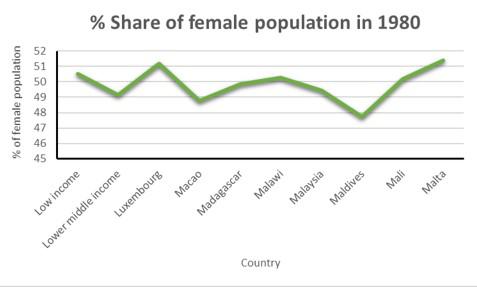 % Share of female population in 1980
% of female population
52
51
50
49
48
47
46
45
Low income
Lower middle income
Luxembourg
Macao
Madagascar
Malawi
Malaysia
Maldives
Mali
Malta
Country